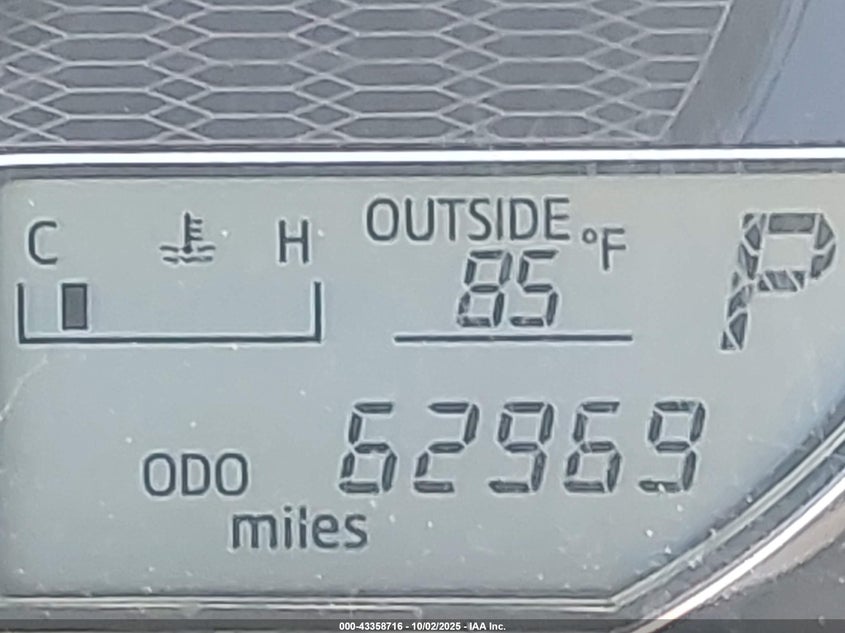 C H OUTSIDE °F P
85
ODO 62969
miles
000-43358716 - 10/02/2025 - IAA Inc.